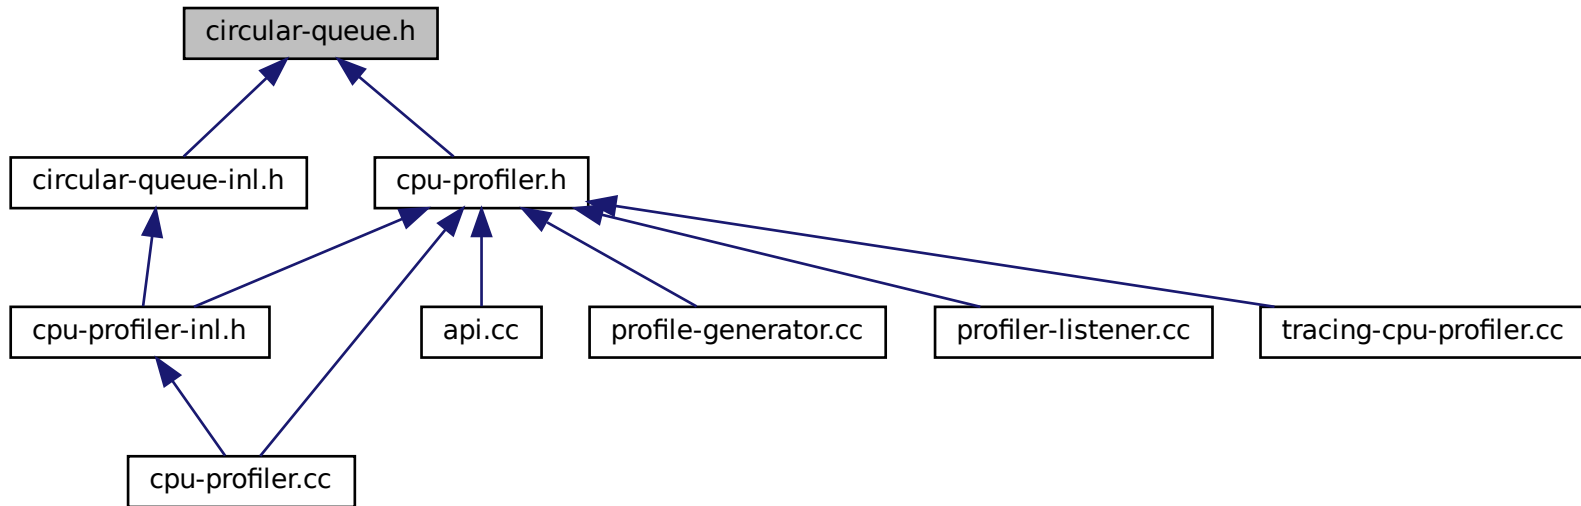 circular-queue.h
circular-queue-inl.h
cpu-profiler.h
cpu-profiler-inl.h
api.cc
profile-generator.cc
profiler-listener.cc
tracing-cpu-profiler.cc
cpu-profiler.cc